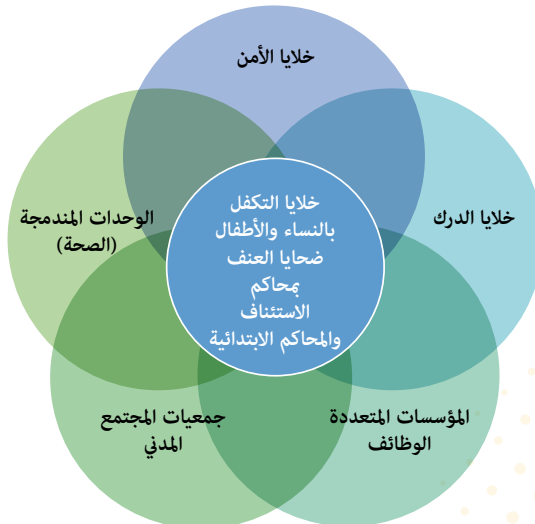 خلايا الأمن
خلايا الدرك
الوحدات المندمجة
(الصحة)
خلايا التكفل
بالنساء والأطفال
ضحايا العنف
بمحاكم
الاستئناف
والمحاكم الابتدائية
المؤسسات المتعددة
الوظائف
جمعيات المجتمع
المدني